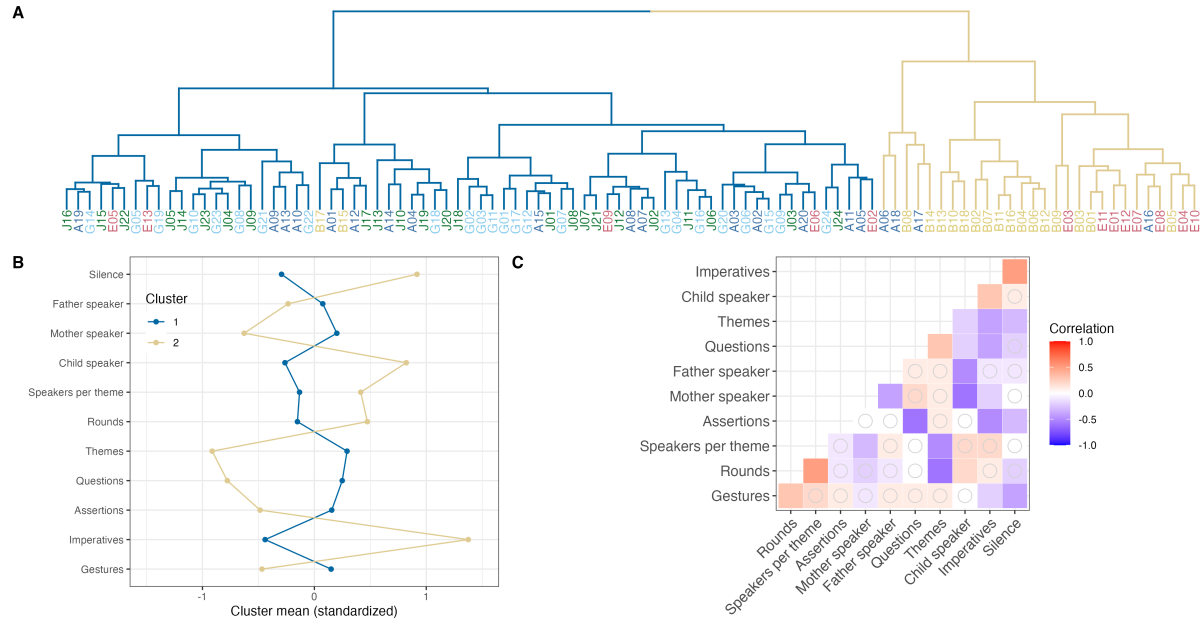 A
J16 A19 G14 J15 E05 J22 G05 E13 G19 J05 J14 G10 J23 G23 J04 G08 J09 G21 A09 A13 A10 G22 B17 A01 B15 A12 J17 J13 A14 J10 A04 J19 G18 J20 J18 G02 G03 G11 G01 G17 G12 A15 J01 G07 J08 J07 J21 E09 J12 A08 A07 J02 G13 G04 J11 G16 J06 G20 A03 G06 A02 G15 G09 J03 A20 E06 G24 J24 A11 A05 E02 A06 A18 B08 A17 B14 B13 B10 B18 B02 B07 B11 B16 B04 B06 B12 B09 E03 B03 B01 E11 E01 E12 E07 A16 E08 B05 E04 E10
B
Silence
Father speaker
Mother speaker
Child speaker
Speakers per theme
Rounds
Themes
Questions
Assertions
Imperatives
Gestures
Cluster
1
2
-1 0 1
Cluster mean (standardized)
C
Imperatives
Child speaker
Themes
Questions
Father speaker
Mother speaker
Assertions
Speakers per theme
Rounds
Gestures
Rounds
Speakers per theme
Assertions
Mother speaker
Father speaker
Questions
Themes
Child speaker
Imperatives
Silence
Correlation
1.0
0.5
0.0
-0.5
-1.0